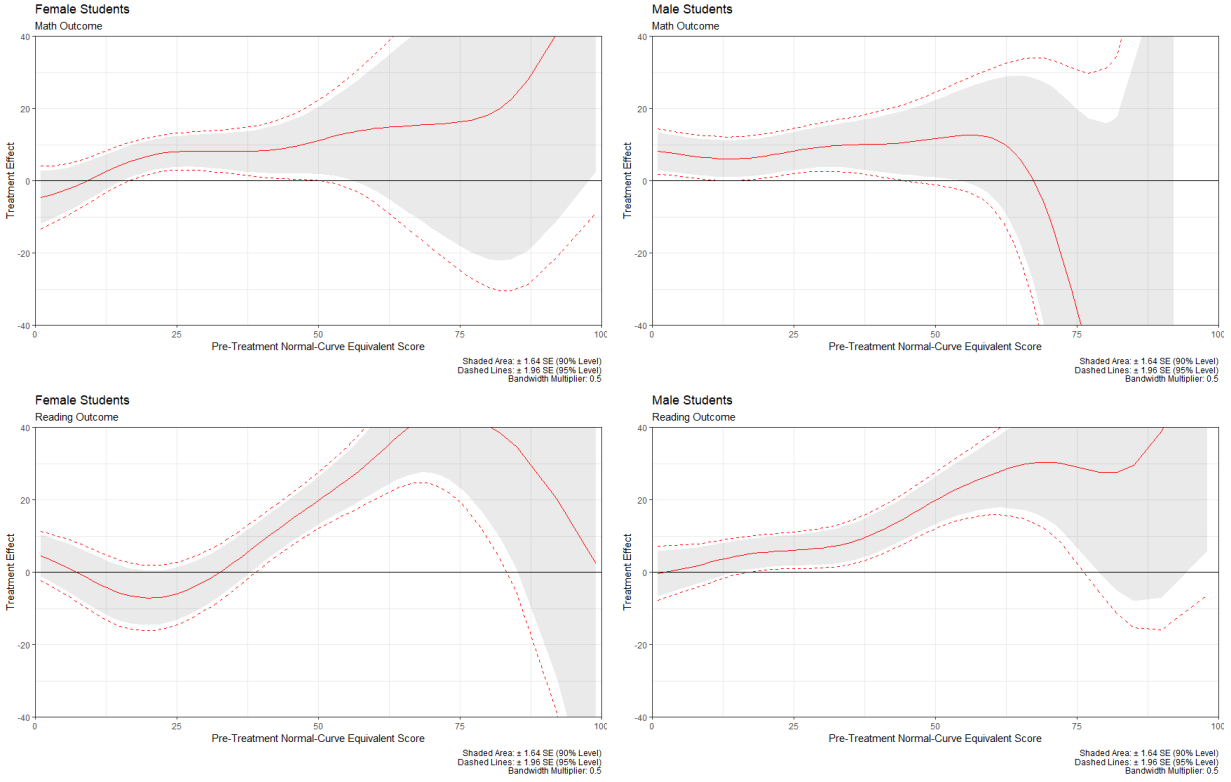 Female Students
Math Outcome
40
20
0
-20
-40
Treatment Effect
0
25
50
75
100
Pre-Treatment Normal-Curve Equivalent Score
Shaded Area: ± 1.64 SE (90% Level)
Dashed Lines: ± 1.96 SE (95% Level)
Bandwidth Multiplier: 0.5
Male Students
Math Outcome
40
20
0
-20
-40
Treatment Effect
0
25
50
75
100
Pre-Treatment Normal-Curve Equivalent Score
Shaded Area: ± 1.64 SE (90% Level)
Dashed Lines: ± 1.96 SE (95% Level)
Bandwidth Multiplier: 0.5
Female Students
Reading Outcome
40
20
0
-20
-40
Treatment Effect
0
25
50
75
100
Pre-Treatment Normal-Curve Equivalent Score
Shaded Area: ± 1.64 SE (90% Level)
Dashed Lines: ± 1.96 SE (95% Level)
Bandwidth Multiplier: 0.5
Male Students
Reading Outcome
40
20
0
-20
-40
Treatment Effect
0
25
50
75
100
Pre-Treatment Normal-Curve Equivalent Score
Shaded Area: ± 1.64 SE (90% Level)
Dashed Lines: ± 1.96 SE (95% Level)
Bandwidth Multiplier: 0.5